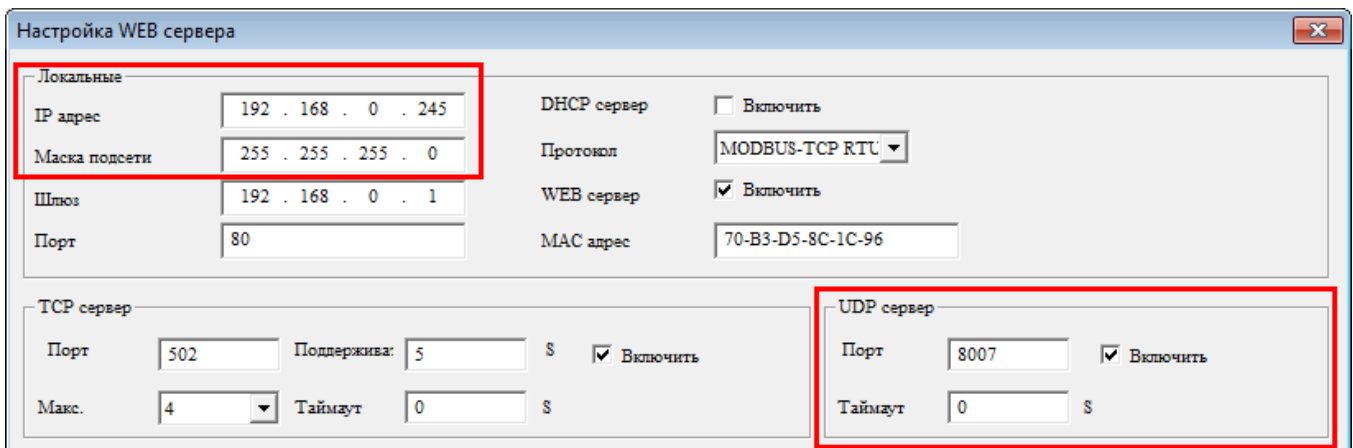 Настройка WEB сервера
Локальные
IP адрес 192 . 168 . 0 . 245 DHCP сервер Включить
Маска подсети 255 . 255 . 255 . 0 Протокол MODBUS-TCP RTU
Шлюз 192 . 168 . 0 . 1 WEB сервер Включить
Порт 80 MAC адрес 70-B3-D5-8C-1C-96
TCP сервер UDP сервер
Порт 502 Поддержива: 5 S Включить Порт 8007 Включить
Макс. 4 Таймаут 0 S Таймаут 0 S